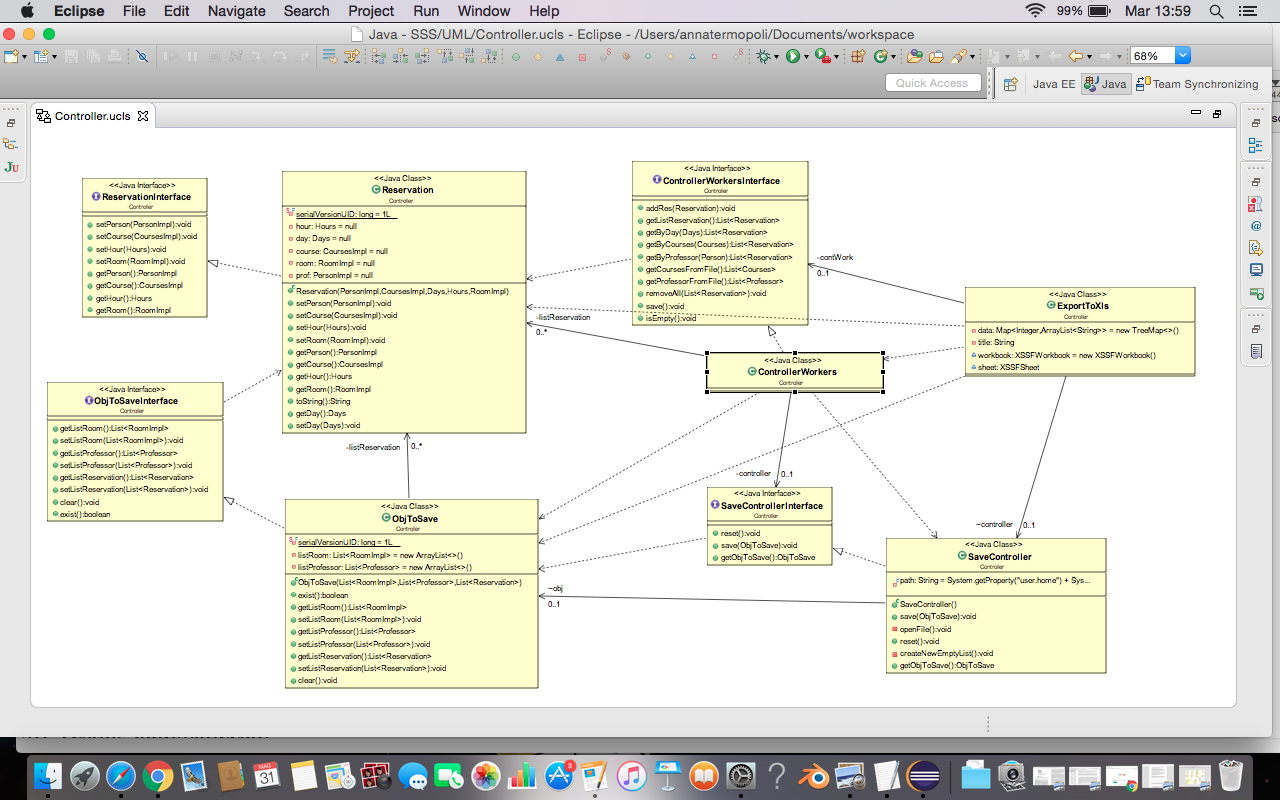 Eclipse File Edit Navigate Search Project Run Window Help 99% Mar 13:59
Java - SSS/UML/Controller.ucls - Eclipse - /Users/annatermopoli/Documents/workspace
68%
Quick Access Java EE Java Team Synchronizing
Controller.ucls
<<Java Interface>>
ReservationInterface
Controller
setPerson(PersonImpl):void
setCourse(CoursesImpl):void
setHour(Hours):void
setRoom(RoomImpl):void
getPerson():PersonImpl
getCourse():CoursesImpl
getHour():Hours
getRoom():RoomImpl
<<Java Class>>
Reservation
Controller
serialVersionUID: long = 1L
hour: Hours = null
day: Days = null
course: CoursesImpl = null
room: RoomImpl = null
prof: PersonImpl = null
Reservation(PersonImpl,CoursesImpl,Days,Hours,RoomImpl)
setPerson(PersonImpl):void
setCourse(CoursesImpl):void
setHour(Hours):void
setRoom(RoomImpl):void
getPerson():PersonImpl
getCourse():CoursesImpl
getHour():Hours
getRoom():RoomImpl
toString():String
getDay():Days
setDay(Days):void
<<Java Interface>>
ControllerWorkersInterface
Controller
addRes(Reservation):void
getListReservation():List<Reservation>
getByDay(Days):List<Reservation>
getByCourses(Courses):List<Reservation>
getByProfessor(Person):List<Reservation>
getCoursesFromFile():List<Courses>
getProfessorFromFile():List<Professor>
removeAll(List<Reservation>):void
save():void
isEmpty():void
-contWork
0..1
<<Java Class>>
ExportToXls
Controller
data: Map<Integer,ArrayList<String>> = new TreeMap<>()
title: String
workbook: XSSFWorkbook = new XSSFWorkbook()
sheet: XSSFSheet
-listReservation
0..*
<<Java Class>>
ControllerWorkers
Controller
<<Java Interface>>
ObjToSaveInterface
Controller
getListRoom():List<RoomImpl>
setListRoom(List<RoomImpl>):void
getListProfessor():List<Professor>
setListProfessor(List<Professor>):void
getListReservation():List<Reservation>
setListReservation(List<Reservation>):void
clear():void
exist():boolean
-listReservation 0..*
<<Java Class>>
ObjToSave
Controller
serialVersionUID: long = 1L
listRoom: List<RoomImpl> = new ArrayList<>()
listProfessor: List<Professor> = new ArrayList<>()
ObjToSave(List<RoomImpl>,List<Professor>,List<Reservation>)
exist():boolean
getListRoom():List<RoomImpl>
setListRoom(List<RoomImpl>):void
getListProfessor():List<Professor>
setListProfessor(List<Professor>):void
getListReservation():List<Reservation>
setListReservation(List<Reservation>):void
clear():void
-controller 0..1
<<Java Interface>>
SaveControllerInterface
Controller
reset():void
save(ObjToSave):void
getObjToSave():ObjToSave
~controller 0..1
~obj
0..1
<<Java Class>>
SaveController
Controller
path: String = System.getProperty("user.home") + Sys...
SaveController()
save(ObjToSave):void
openFile():void
reset():void
createNewEmptyList():void
getObjToSave():ObjToSave
MAG
31
3